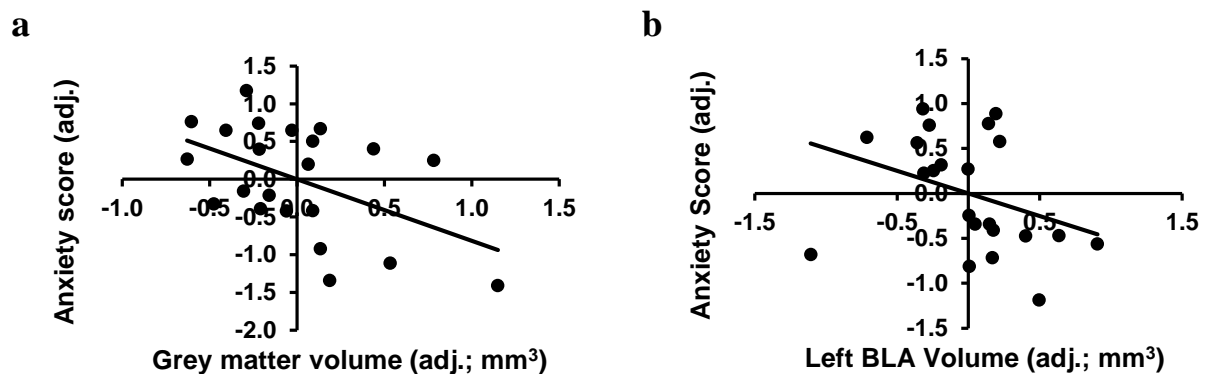 a
Anxiety score (adj.)
1.5
1.0
0.5
0.0
-0.5
-1.0
-1.5
-2.0
-1.0 -0.5 0.0 0.5 1.0 1.5
Grey matter volume (adj.; mm³)
b
Anxiety Score (adj.)
1.5
1.0
0.5
0.0
-0.5
-1.0
-1.5
-1.5 -0.5 0.5 1.5
Left BLA Volume (adj.; mm³)